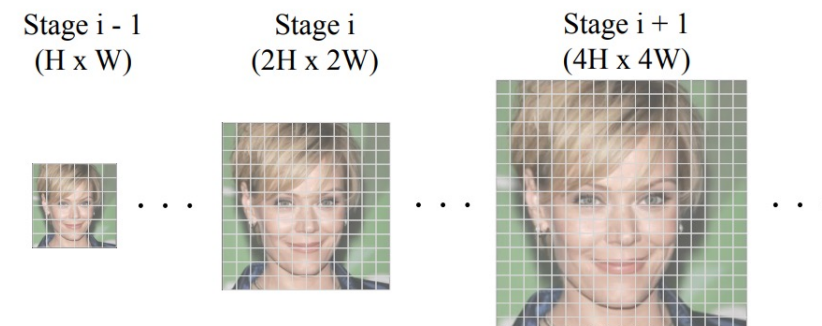 Stage i - 1
(H x W)
Stage i
(2H x 2W)
Stage i + 1
(4H x 4W)
. . .
. . .
. .